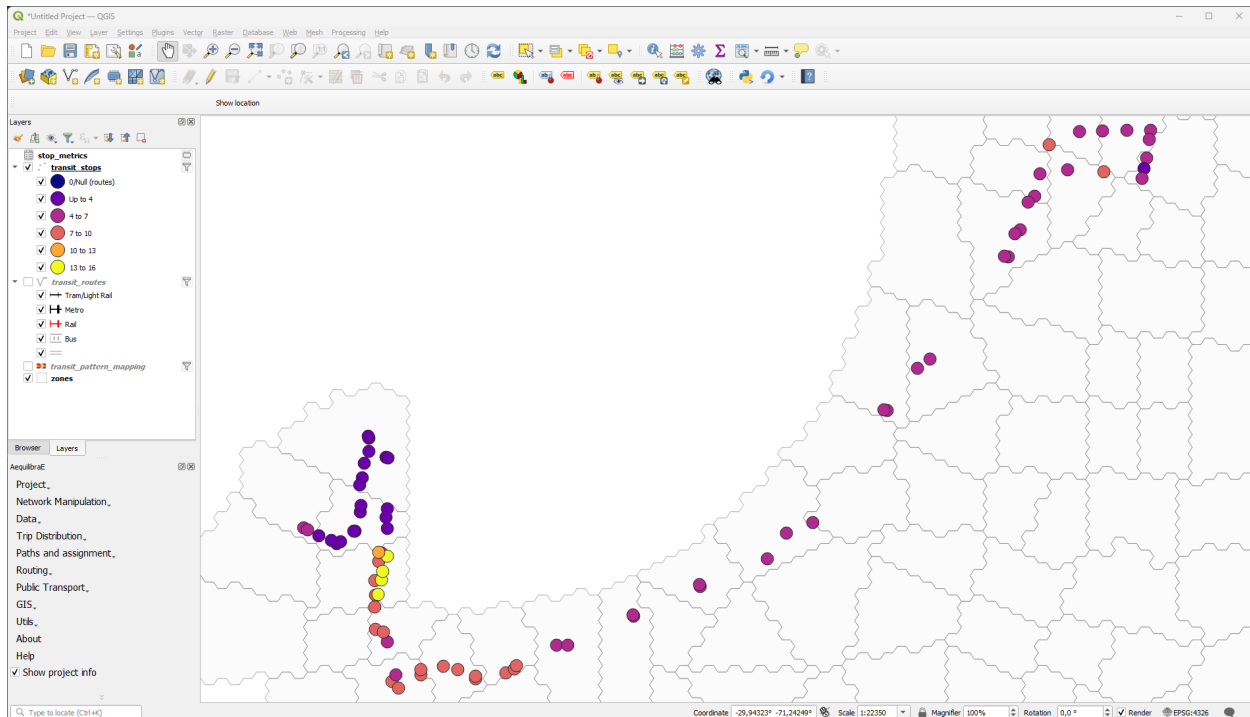 *Untitled Project — QGIS
Project Edit View Layer Settings Plugins Vector Raster Database Web Mesh Processing Help
Show location
Layers
stop_metrics
transit_stops
0/Null (routes)
Up to 4
4 to 7
7 to 10
10 to 13
13 to 16
transit_routes
Tram/Light Rail
Metro
Rail
Bus
transit_pattern_mapping
zones
Browser Layers
AequilibraE
Project
Network Manipulation
Data
Trip Distribution
Paths and assignment
Routing
Public Transport
GIS
Utils
About
Help
Show project info
Type to locate (Ctrl+K)
Coordinate -29,94323° -71,24249° Scale 1:22350 Magnifier 100% Rotation 0,0 ° Render EPSG:4326